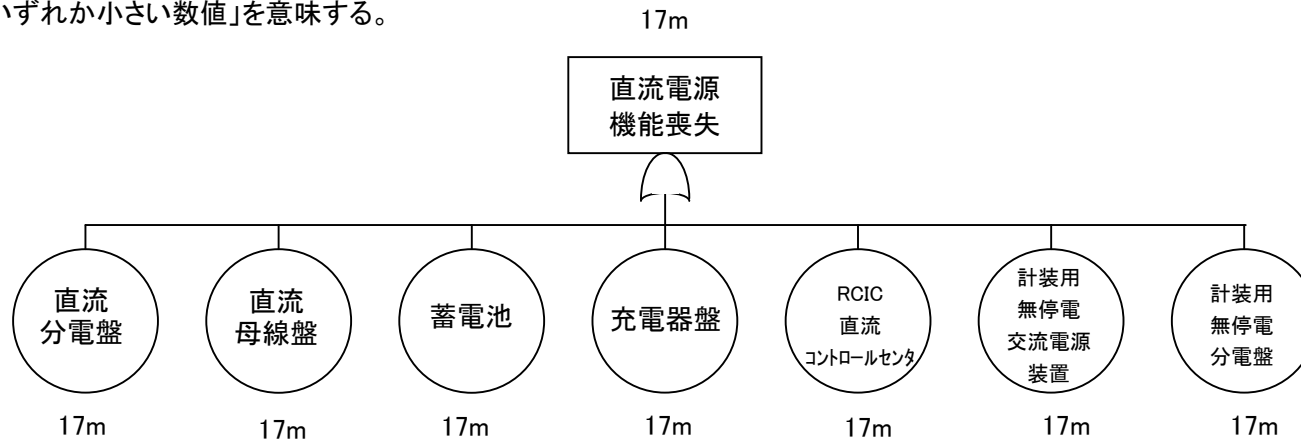 いずれか小さい数値」を意味する。
17m
直流電源
機能喪失
直流
分電盤
直流
母線盤
蓄電池
充電器盤
RCIC
直流
コントロールセンタ
計装用
無停電
交流電源
装置
計装用
無停電
分電盤
17m
17m
17m
17m
17m
17m
17m